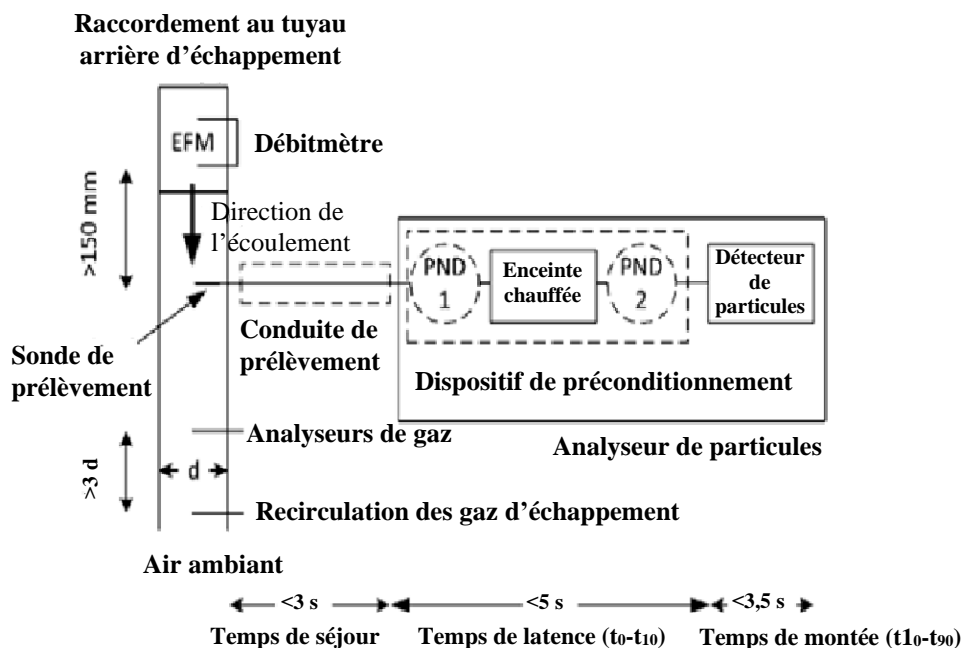 Raccordement au tuyau
arrière d’échappement
EFM
Débitmètre
>150 mm
Direction de
l’écoulement
PND
1
Enceinte
chauffée
PND
2
Détecteur
de
particules
Conduite de
prélèvement
Sonde de
prélèvement
Dispositif de préconditionnement
Analyseurs de gaz
Analyseur de particules
>3 d
d
Recirculation des gaz d’échappement
Air ambiant
<3 s
<5 s
<3,5 s
Temps de séjour
Temps de latence (t0-t10)
Temps de montée (t10-t90)